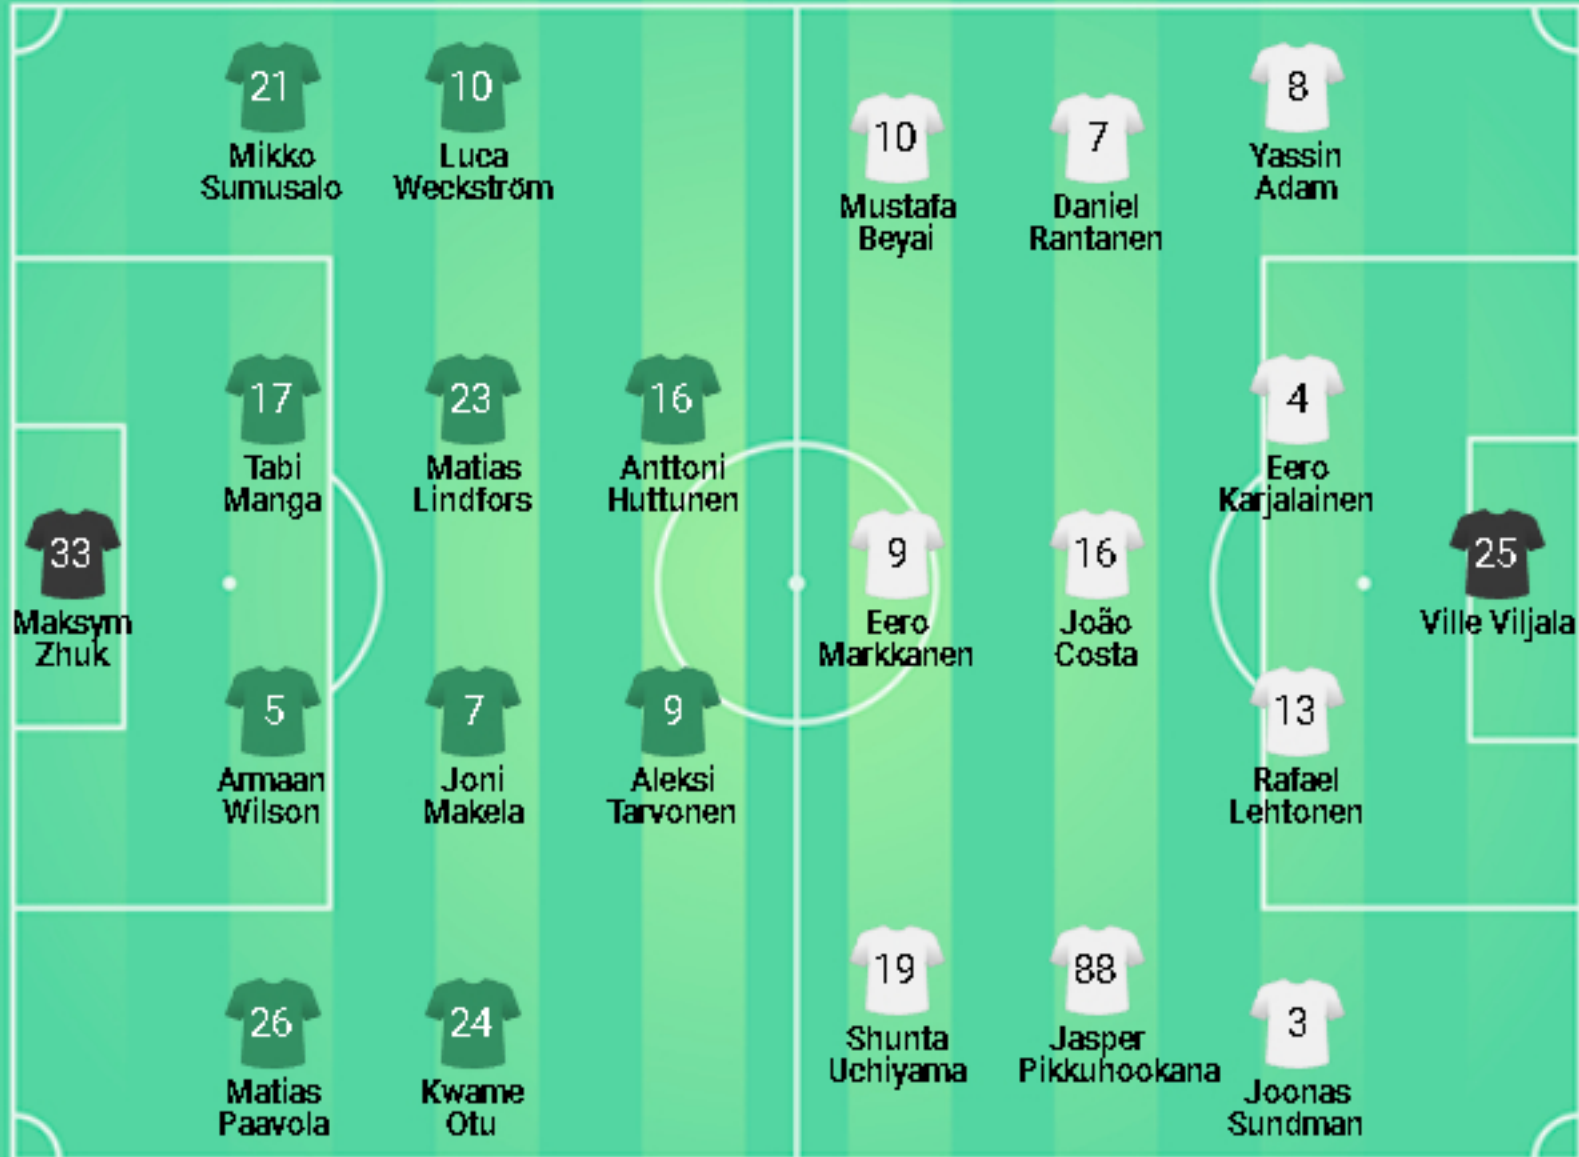 21
Mikko
Sumusalo
10
Luca
Weckström
17
Tabi
Manga
23
Matias
Lindfors
16
Anttoni
Huttunen
33
Maksym
Zhuk
5
Armaan
Wilson
7
Joni
Makela
9
Aleksi
Tarvonen
26
Matias
Paavola
24
Kwame
Otu
10
Mustafa
Beyai
7
Daniel
Rantanen
8
Yassin
Adam
4
Eero
Karjalainen
9
Eero
Markkanen
16
João
Costa
25
Ville Viljala
13
Rafael
Lehtonen
19
Shunta
Uchiyama
88
Jasper
Pikkuhookana
3
Joonas
Sundman